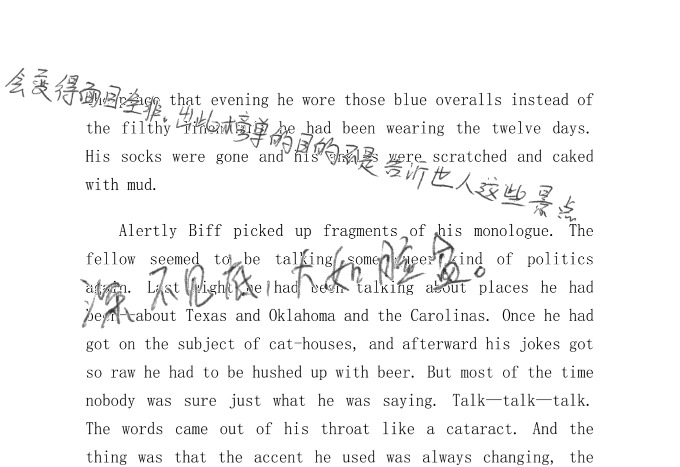 会变得面目全非。出此榜单的目的不是告诉世人这些景点
that evening he wore those blue overalls instead of
the filthy he had been wearing the twelve days.
His socks were gone and his ankles were scratched and caked
with mud.
Alertly Biff picked up fragments of his monologue. The
fellow seemed to be talking some queer kind of politics
again. Last night he had been talking about places he had
深不见底,大如脸盆。
been—about Texas and Oklahoma and the Carolinas. Once he had
got on the subject of cat-houses, and afterward his jokes got
so raw he had to be hushed up with beer. But most of the time
nobody was sure just what he was saying. Talk—talk—talk.
The words came out of his throat like a cataract. And the
thing was that the accent he used was always changing, the